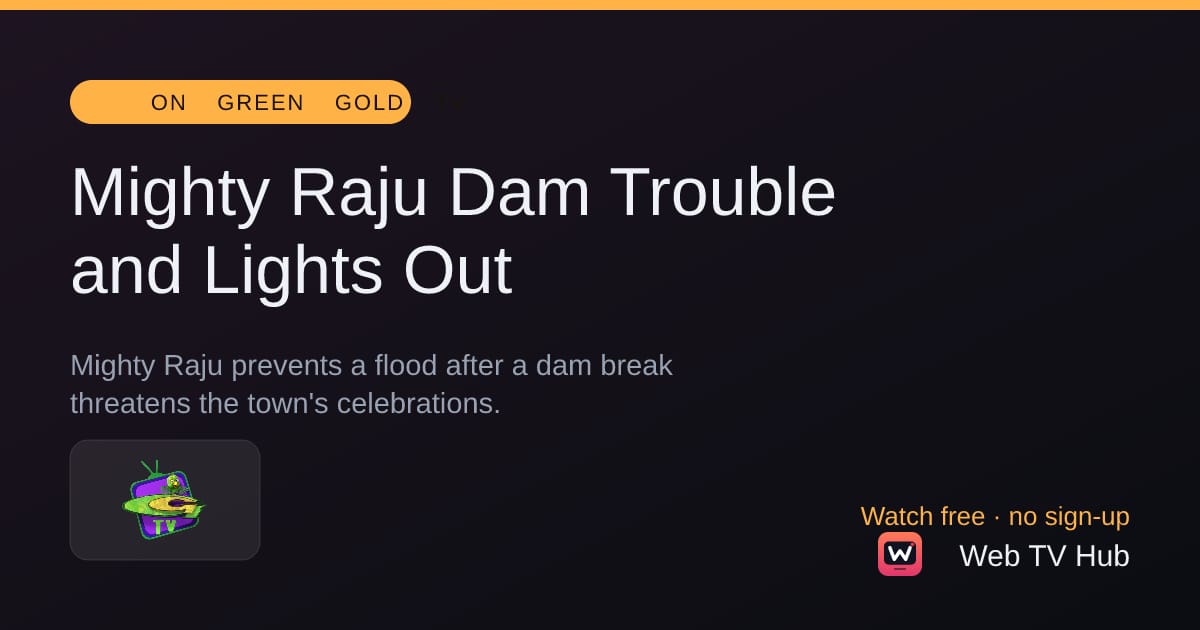 ON GREEN GOLD TV
Mighty Raju Dam Trouble
and Lights Out
Mighty Raju prevents a flood after a dam break
threatens the town's celebrations.
TV
Watch free · no sign-up
W
Web TV Hub